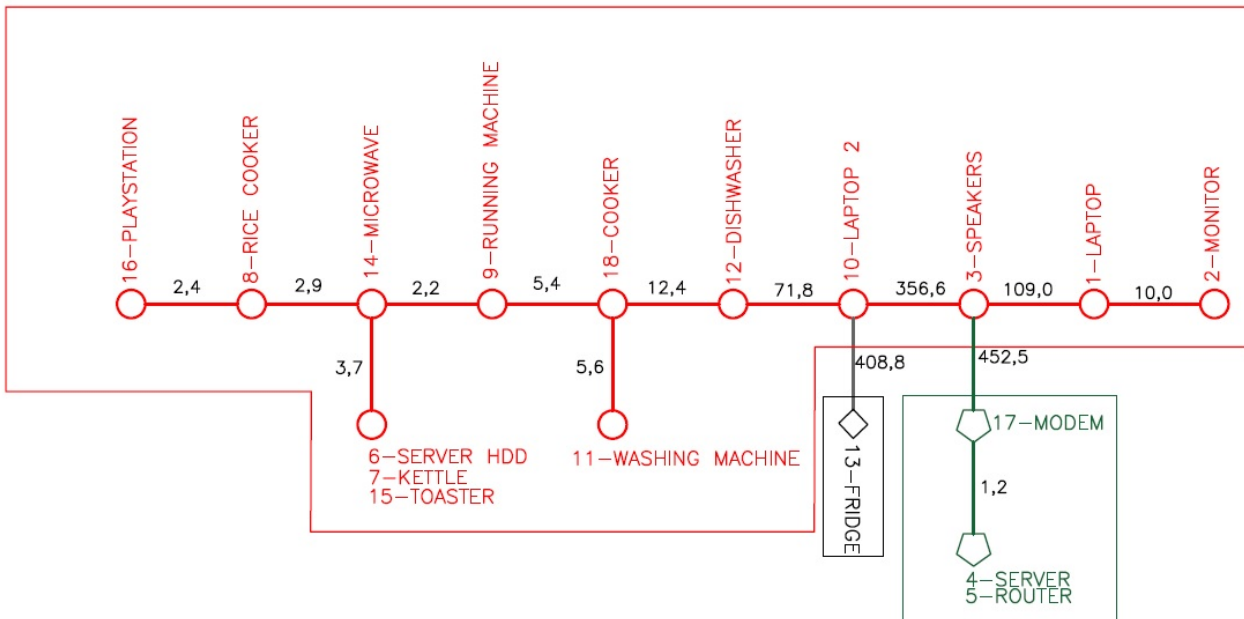 16-PLAYSTATION
8-RICE COOKER
14-MICROWAVE
9-RUNNING MACHINE
18-COOKER
12-DISHWASHER
10-LAPTOP 2
3-SPEAKERS
1-LAPTOP
2-MONITOR
2,4
2,9
2,2
5,4
12,4
71,8
356,6
109,0
10,0
3,7
5,6
408,8
452,5
6-SERVER HDD
7-KETTLE
15-TOASTER
11-WASHING MACHINE
13-FRIDGE
17-MODEM
1,2
4-SERVER
5-ROUTER